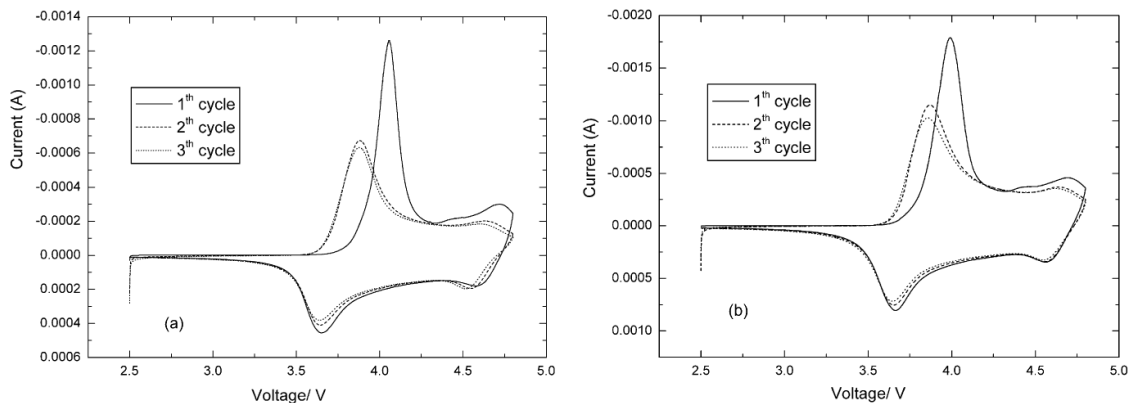 -0.0014
-0.0012
-0.0010
-0.0008
-0.0006
-0.0004
-0.0002
0.0000
0.0002
0.0004
0.0006
Current (A)
1th cycle
2th cycle
3th cycle
(a)
2.5 3.0 3.5 4.0 4.5 5.0
Voltage/ V
-0.0020
-0.0015
-0.0010
-0.0005
0.0000
0.0005
0.0010
Current (A)
1th cycle
2th cycle
3th cycle
(b)
2.5 3.0 3.5 4.0 4.5 5.0
Voltage/ V